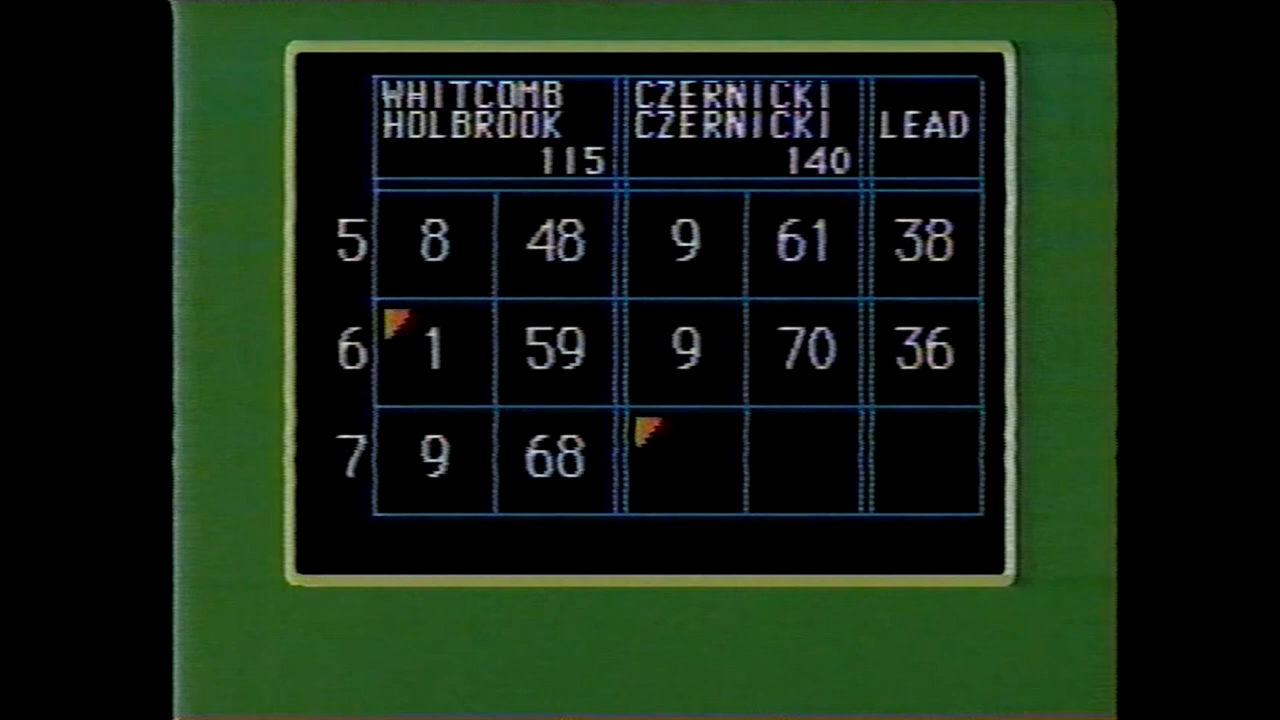 WHITCOMB CZERNICKI
HOLBROOK CZERNICKI LEAD
115 140
5 8 48 9 61 38
6 1 59 9 70 36
7 9 68